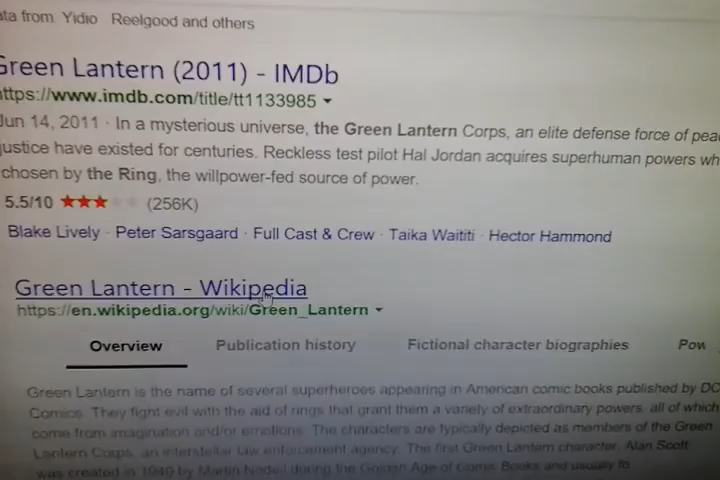 ata from Yidio Reelgood and others
Green Lantern (2011) - IMDb
https://www.imdb.com/title/tt1133985
Jun 14, 2011 · In a mysterious universe, the Green Lantern Corps, an elite defense force of pea
justice have existed for centuries. Reckless test pilot Hal Jordan acquires superhuman powers wh
chosen by the Ring, the willpower-fed source of power.
5.5/10 (256K)
Blake Lively · Peter Sarsgaard · Full Cast & Crew · Taika Waititi · Hector Hammond
Green Lantern - Wikipedia
https://en.wikipedia.org/wiki/Green_Lantern
Overview Publication history Fictional character biographies Pow
Green Lantern is the name of several superheroes appearing in American comic books published by DC
Comics. They fight evil with the aid of rings that grant them a variety of extraordinary powers, all of which
come from imagination and/or emotions. The characters are typically depicted as members of the Green
Lantern Corps, an interstellar law enforcement agency. The first Green Lantern character, Alan Scott
was created in 1940 by Martin Nodell during the Golden Age of Comic Books and usually fo